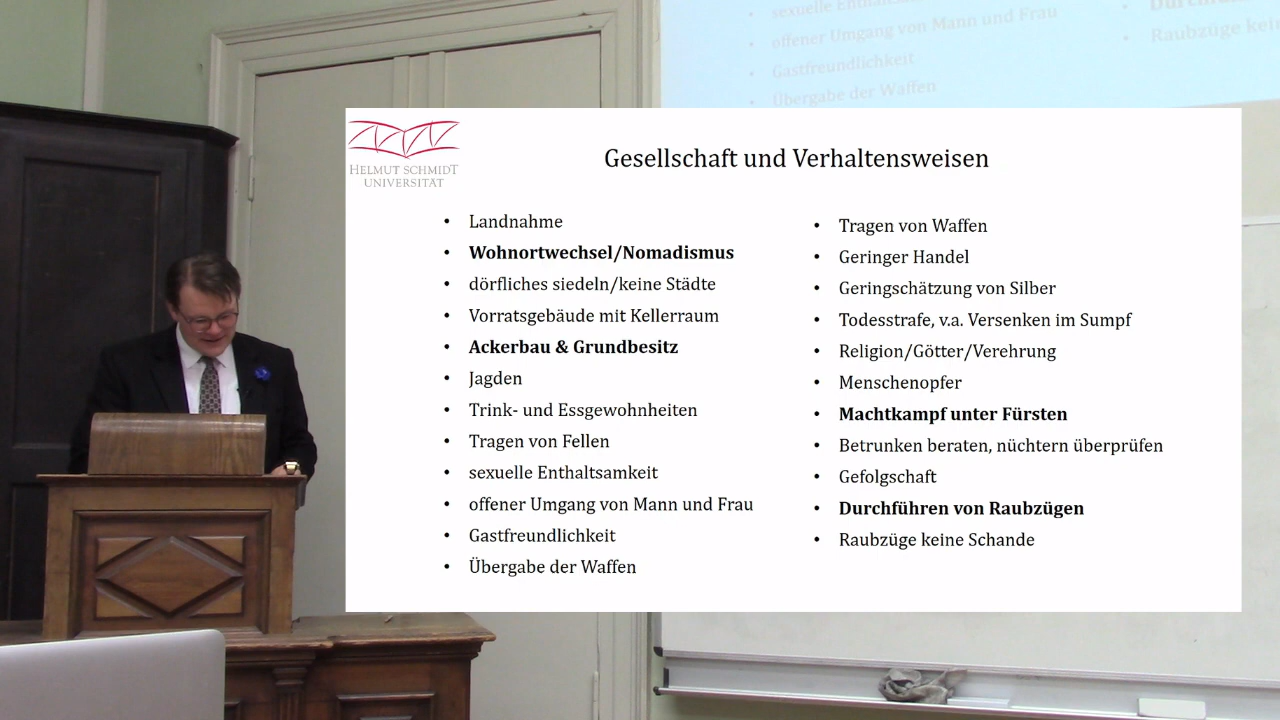 sexuelle
offener Umgang von Mann und Frau
Gastfreundlichkeit
Übergabe der Waffen
Raubzüge
HELMUT SCHMIDT
UNIVERSITÄT
Gesellschaft und Verhaltensweisen
• Landnahme
• Wohnortwechsel/Nomadismus
• dörfliches siedeln/keine Städte
• Vorratsgebäude mit Kellerraum
• Ackerbau & Grundbesitz
• Jagden
• Trink- und Essgewohnheiten
• Tragen von Fellen
• sexuelle Enthaltsamkeit
• offener Umgang von Mann und Frau
• Gastfreundlichkeit
• Übergabe der Waffen
• Tragen von Waffen
• Geringer Handel
• Geringschätzung von Silber
• Todesstrafe, v.a. Versenken im Sumpf
• Religion/Götter/Verehrung
• Menschenopfer
• Machtkampf unter Fürsten
• Betrunken beraten, nüchtern überprüfen
• Gefolgschaft
• Durchführen von Raubzügen
• Raubzüge keine Schande